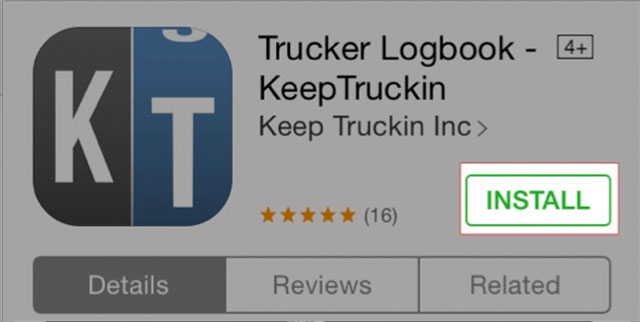 S
K T
Trucker Logbook - 4+
KeepTruckin
Keep Truckin Inc >
★★★★★ (16)
INSTALL
Details Reviews Related